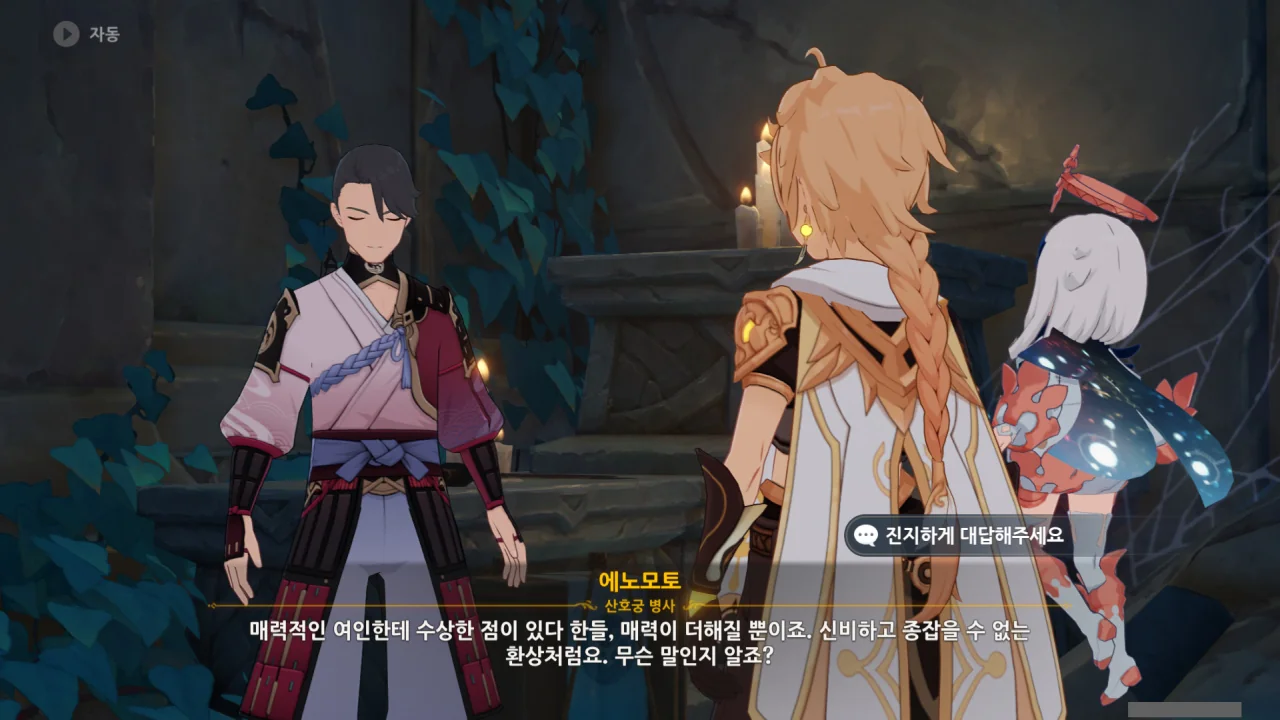 자동
진지하게 대답해주세요
에노모토
산호궁 병사
매력적인 여인한테 수상한 점이 있다 한들, 매력이 더해질 뿐이죠. 신비하고 종잡을 수 없는
환상처럼요. 무슨 말인지 알죠?